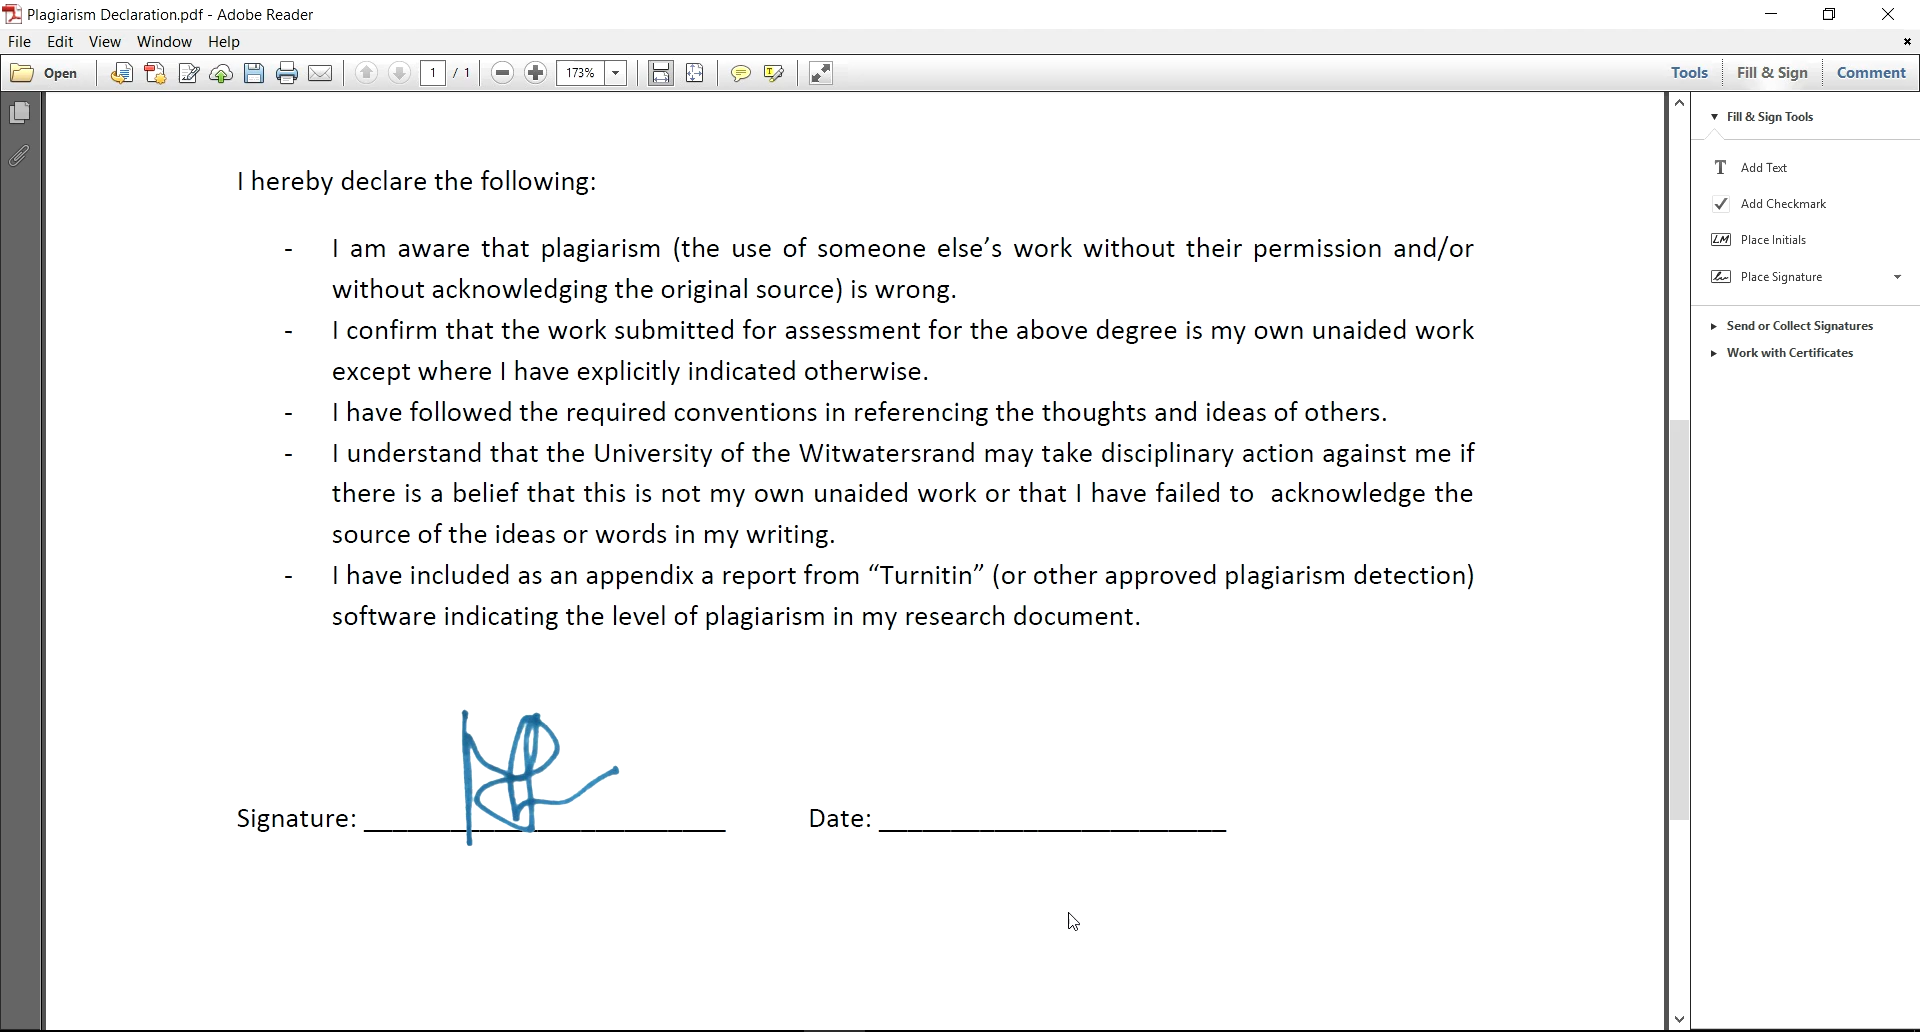 Plagiarism Declaration.pdf - Adobe Reader
File Edit View Window Help
Open 1 / 1 173% Tools Fill & Sign Comment
Fill & Sign Tools
T Add Text
Add Checkmark
LM Place Initials
Place Signature
Send or Collect Signatures
Work with Certificates
I hereby declare the following:
- I am aware that plagiarism (the use of someone else’s work without their permission and/or
without acknowledging the original source) is wrong.
- I confirm that the work submitted for assessment for the above degree is my own unaided work
except where I have explicitly indicated otherwise.
- I have followed the required conventions in referencing the thoughts and ideas of others.
- I understand that the University of the Witwatersrand may take disciplinary action against me if
there is a belief that this is not my own unaided work or that I have failed to acknowledge the
source of the ideas or words in my writing.
- I have included as an appendix a report from “Turnitin” (or other approved plagiarism detection)
software indicating the level of plagiarism in my research document.
Signature: Date: